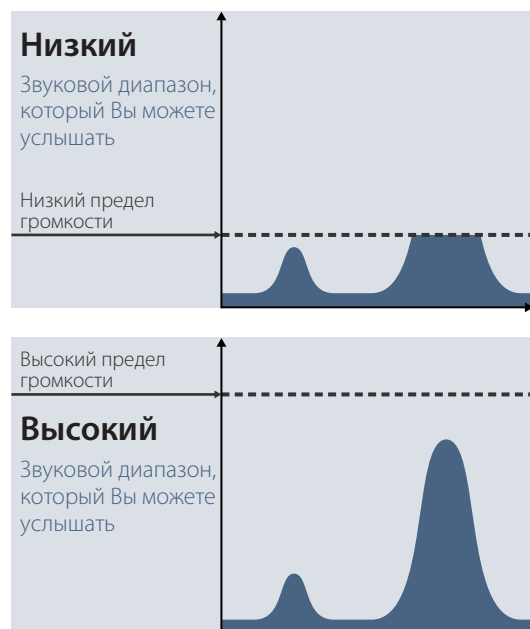 Низкий
Звуковой диапазон,
который Вы можете
услышать
Низкий предел
громкости
Высокий предел
громкости
Высокий
Звуковой диапазон,
который Вы можете
услышать